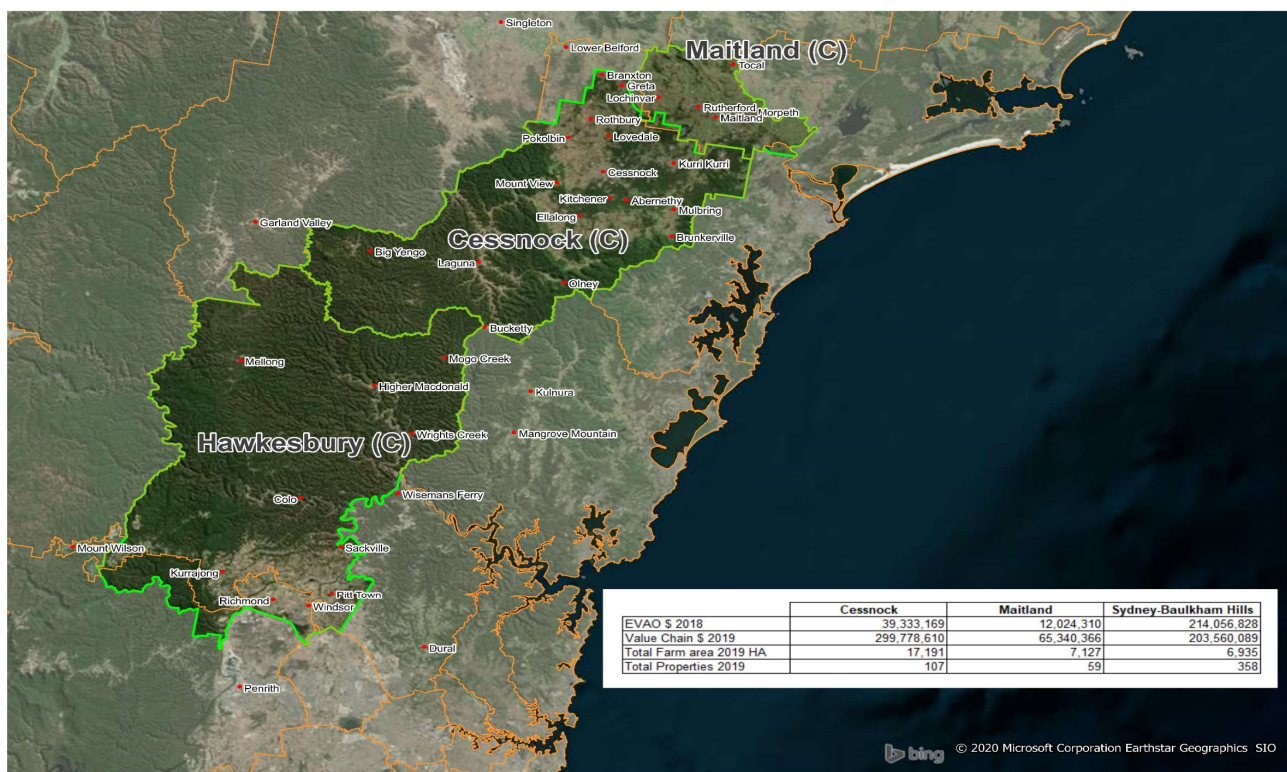 Singleton
Lower Belford
Maitland (C)
Tocal
Branxton
Greta
Lochinvar
Rutherford
Morpeth
Maitland
Rothbury
Pokolbin
Lovedale
Kurri Kurri
Cessnock
Mount View
Kitchener
Abernethy
Mulbring
Ellalong
Garland Valley
Cessnock (C)
Brunkerville
Big Yengo
Laguna
Olney
Bucketty
Mellong
Mogo Creek
Higher Macdonald
Kulnura
Hawkesbury (C)
Wrights Creek
Mangrove Mountain
Colo
Wisemans Ferry
Mount Wilson
Sackville
Kurrajong
Richmond
Pitt Town
Windsor
Dural
Penrith
Cessnock Maitland Sydney-Baulkham Hills
EVAO $ 2018 39,333,169 12,024,310 214,056,828
Value Chain $ 2019 299,778,610 65,340,366 203,560,089
Total Farm area 2019 HA 17,191 7,127 6,935
Total Properties 2019 107 59 358
bing © 2020 Microsoft Corporation Earthstar Geographics SIO